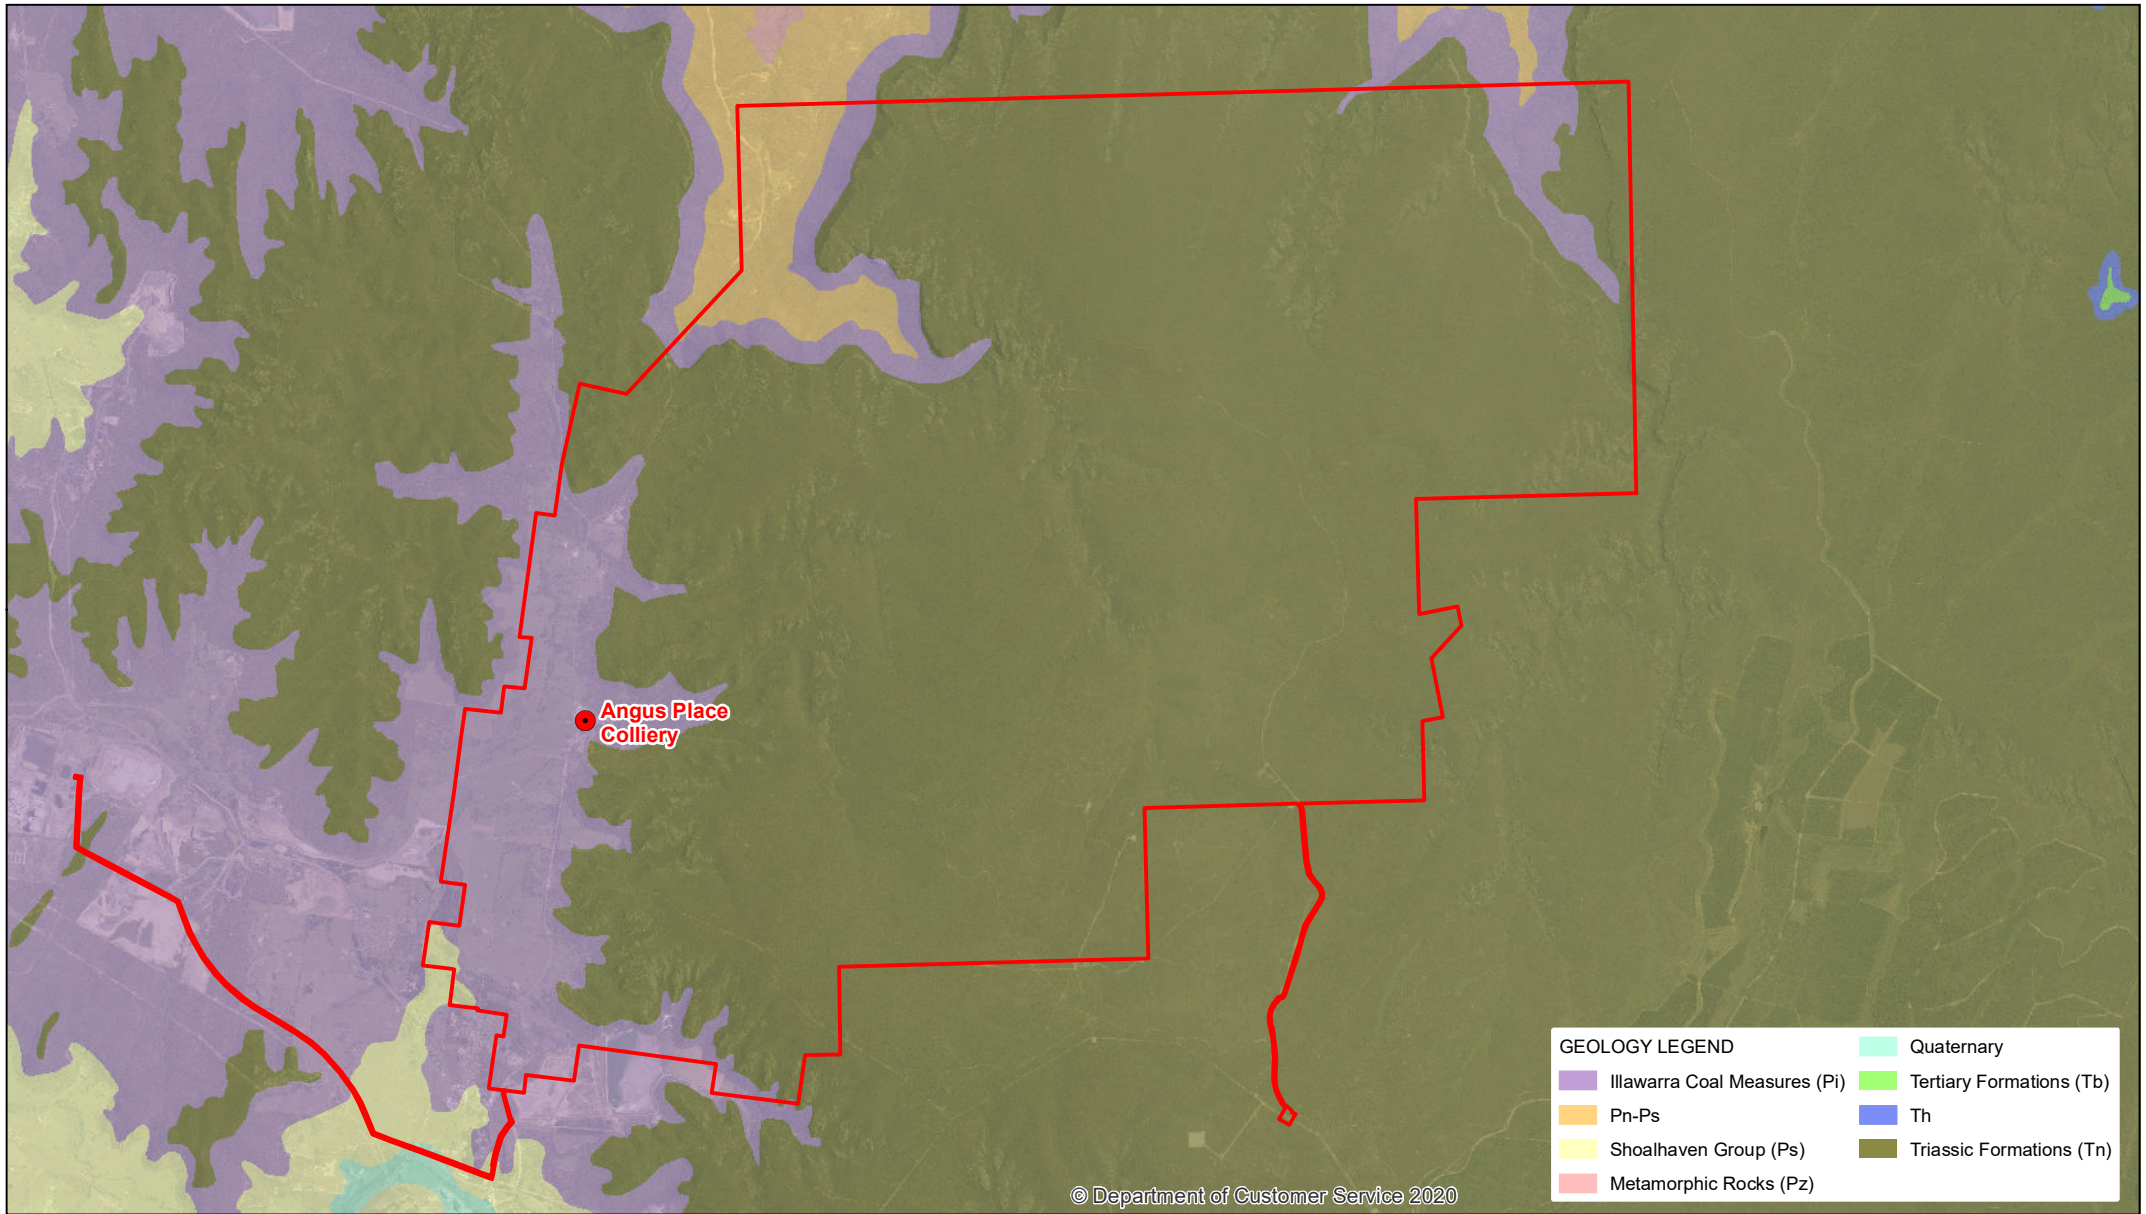 Angus Place
Colliery
GEOLOGY LEGEND
Illawarra Coal Measures (Pi)
Pn-Ps
Shoalhaven Group (Ps)
Metamorphic Rocks (Pz)
Quaternary
Tertiary Formations (Tb)
Th
Triassic Formations (Tn)
© Department of Customer Service 2020